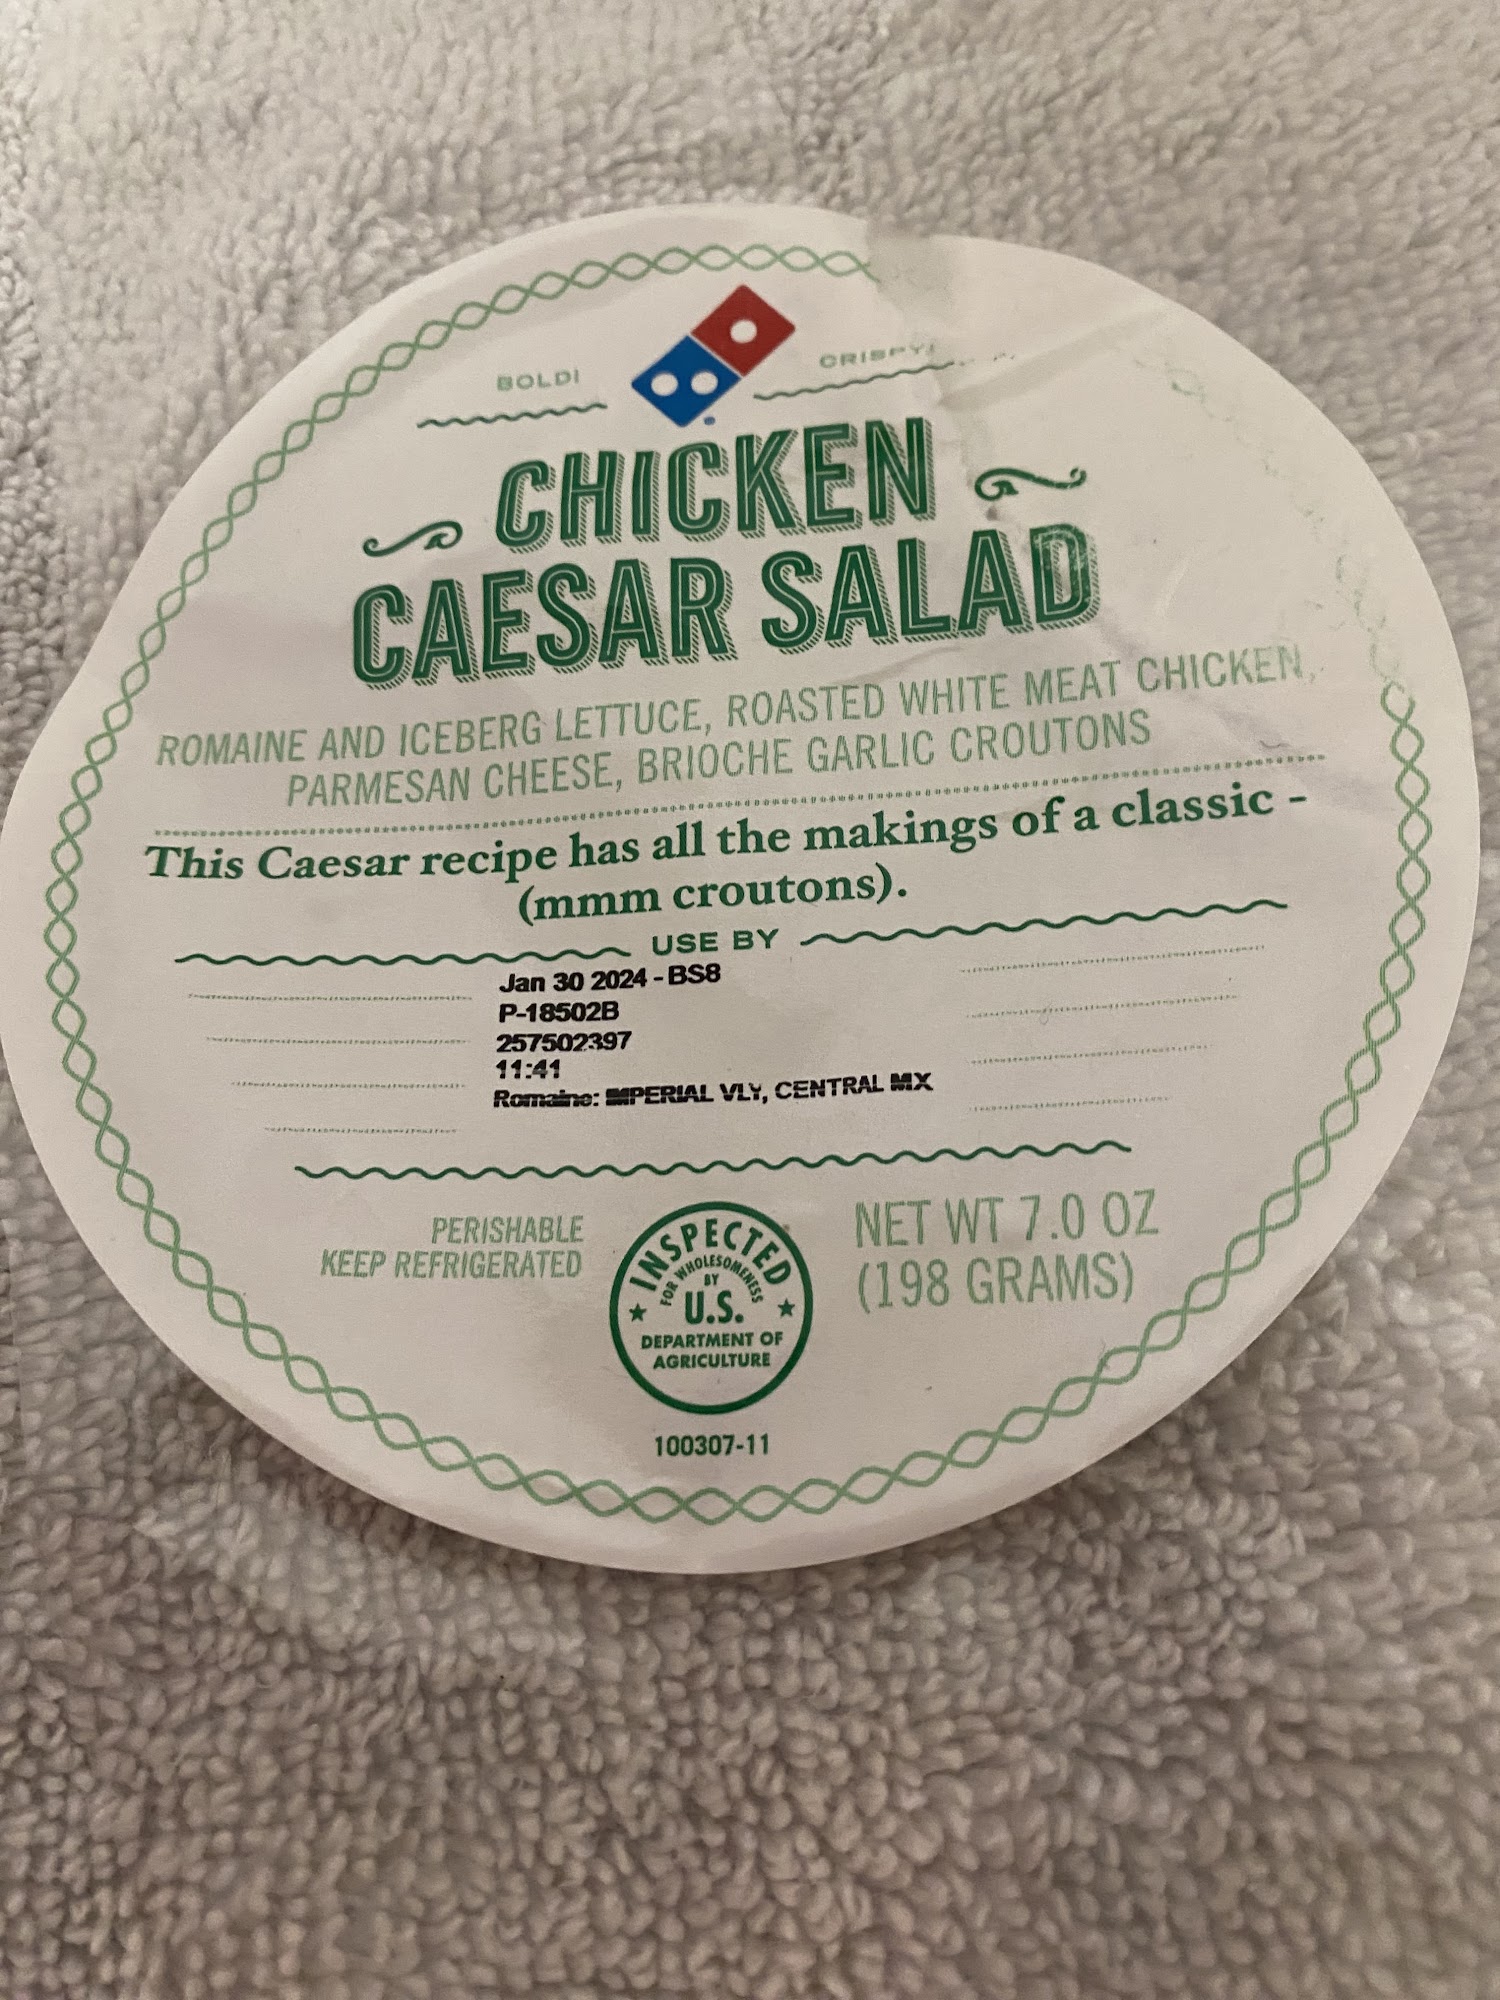 BOLD!
CRISPY!
CHICKEN
CAESAR SALAD
ROMAINE AND ICEBERG LETTUCE, ROASTED WHITE MEAT CHICKEN,
PARMESAN CHEESE, BRIOCHE GARLIC CROUTONS
This Caesar recipe has all the makings of a classic -
(mmm croutons).
USE BY
Jan 30 2024 - BS8
P-18502B
257502397
11:41
Romaine: IMPERIAL VLY, CENTRAL MX
PERISHABLE
KEEP REFRIGERATED
INSPECTED
FOR WHOLESOMENESS
BY
U.S.
DEPARTMENT OF
AGRICULTURE
NET WT 7.0 OZ
(198 GRAMS)
100307-11